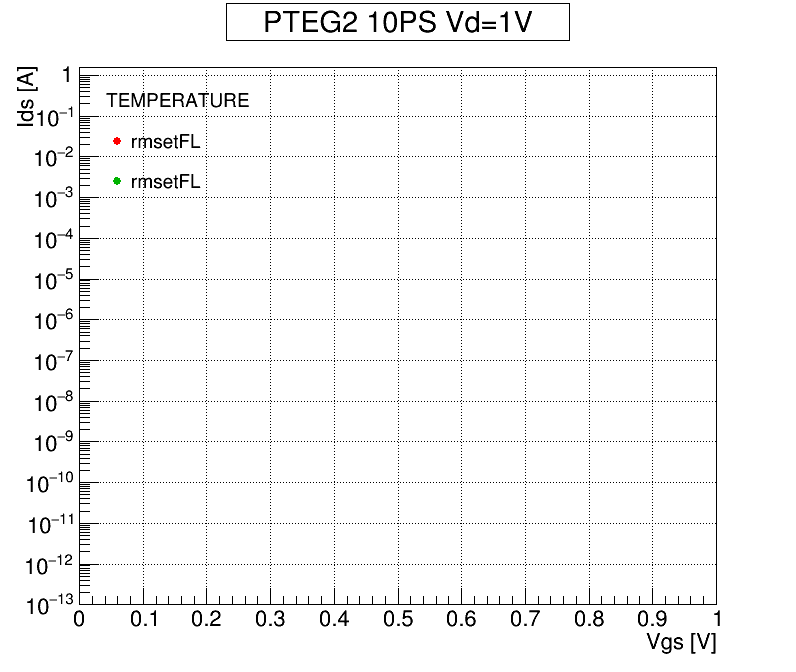 PTEG2 10PS Vd=1V
Ids [A]
1
10⁻¹
10⁻²
10⁻³
10⁻⁴
10⁻⁵
10⁻⁶
10⁻⁷
10⁻⁸
10⁻⁹
10⁻¹⁰
10⁻¹¹
10⁻¹²
10⁻¹³
TEMPERATURE
rmsetFL
rmsetFL
0 0.1 0.2 0.3 0.4 0.5 0.6 0.7 0.8 0.9 1
Vgs [V]